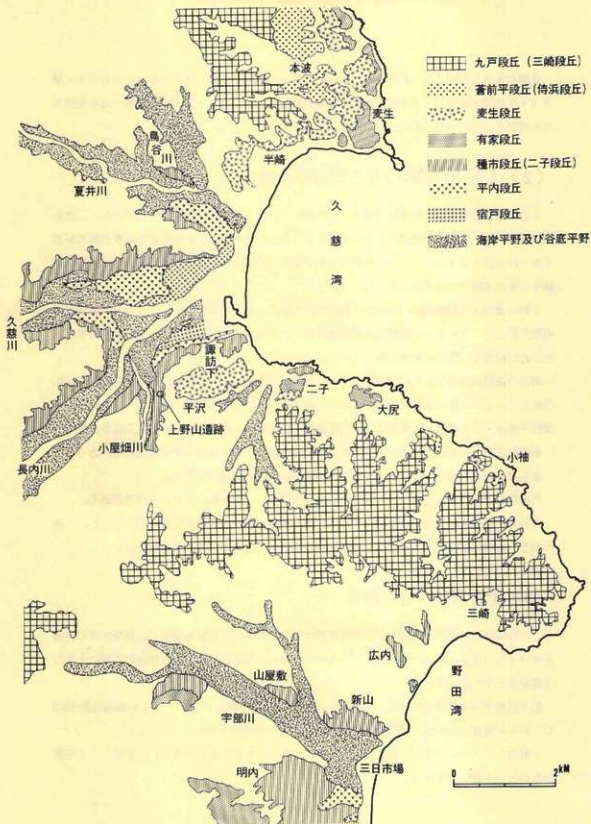 九戸段丘（三崎段丘）
蒼前平段丘(侍浜段丘)
麦生段丘
有家段丘
種市段丘(二子段丘)
平内段丘
宿戸段丘
海岸平野及び谷底平野
本波
麦生
鳥谷川
半崎
夏井川
久慈湾
久慈川
諏訪下
二子
大尻
平沢
上野山遺跡
小袖
小屋畑川
長内川
三崎
広内
野田湾
山屋敷
新山
宇部川
三日市場
明内
0 2kM